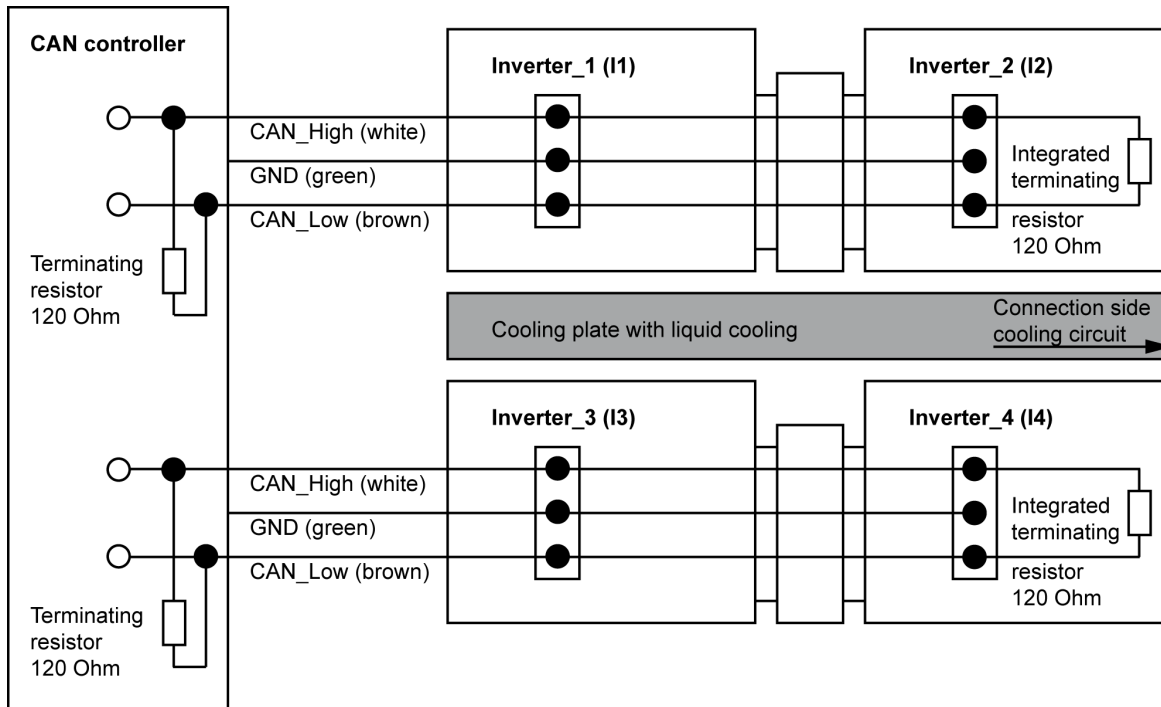 CAN controller
Inverter_1 (I1)
Inverter_2 (I2)
CAN_High (white)
GND (green)
CAN_Low (brown)
Integrated
terminating
resistor
120 Ohm
Terminating
resistor
120 Ohm
Cooling plate with liquid cooling
Connection side
cooling circuit
Inverter_3 (I3)
Inverter_4 (I4)
CAN_High (white)
GND (green)
CAN_Low (brown)
Integrated
terminating
resistor
120 Ohm
Terminating
resistor
120 Ohm